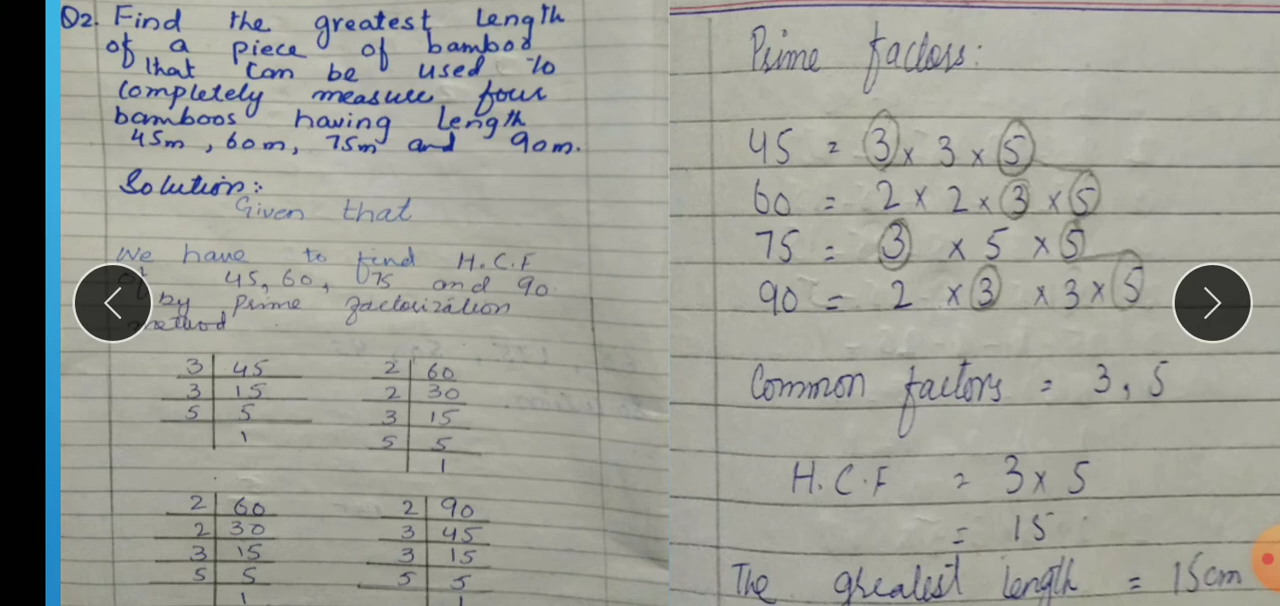 Q2. Find the greatest length
of a piece of bamboo
that can be used to
completely measure four
bamboos having length
45m, 60m, 75m and 90m.
Solution:
Given that
We have to find H.C.F
of 45, 60, 75 and 90
by prime factorization
method
3 | 45
3 | 15
5 | 5
1
2 | 60
2 | 30
3 | 15
5 | 5
1
2 | 60
2 | 30
3 | 15
5 | 5
1
2 | 90
3 | 45
3 | 15
5 | 5
1
Prime factors:
45 = 3 x 3 x 5
60 = 2 x 2 x 3 x 5
75 = 3 x 5 x 5
90 = 2 x 3 x 3 x 5
Common factors = 3, 5
H.C.F = 3 x 5
= 15
The greatest length = 15cm